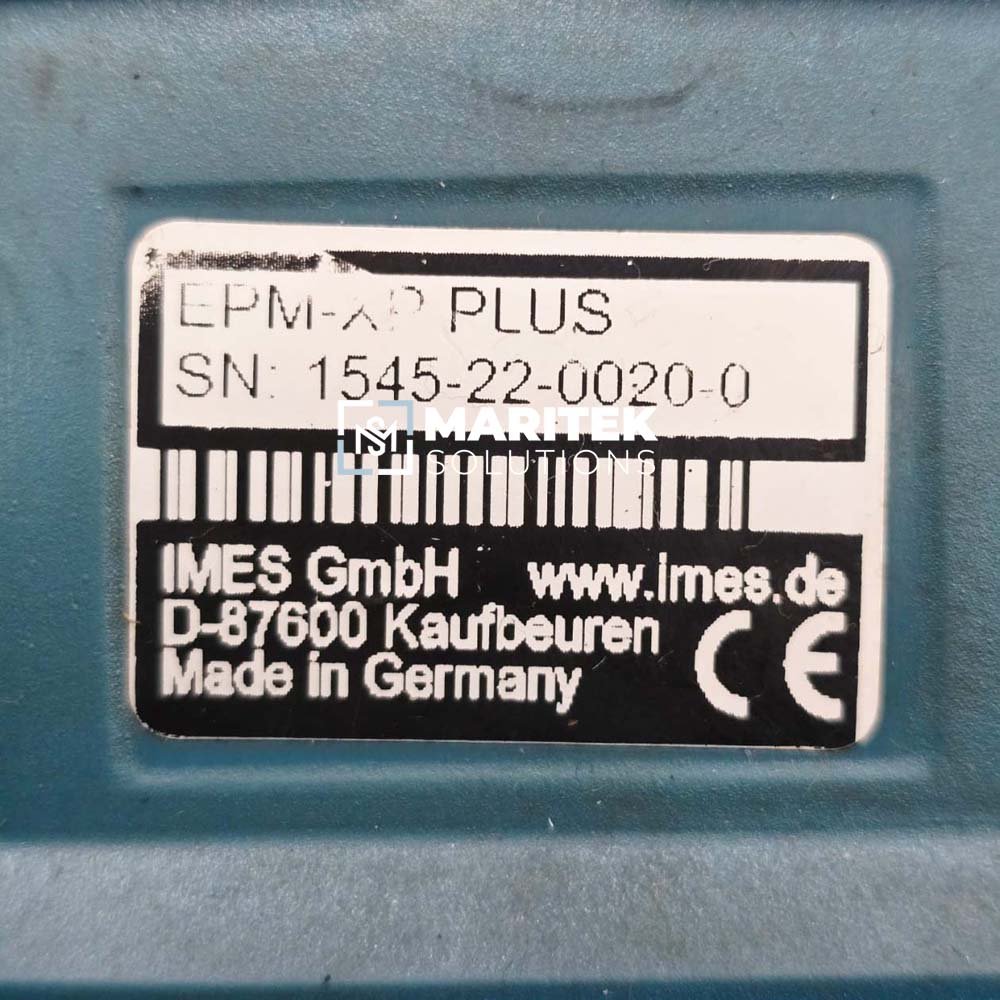 EPM-XP PLUS
SN: 1545-22-0020-0
MARITEK
SOLUTIONS
IMES GmbH www.imes.de
D-87600 Kaufbeuren
Made in Germany CE